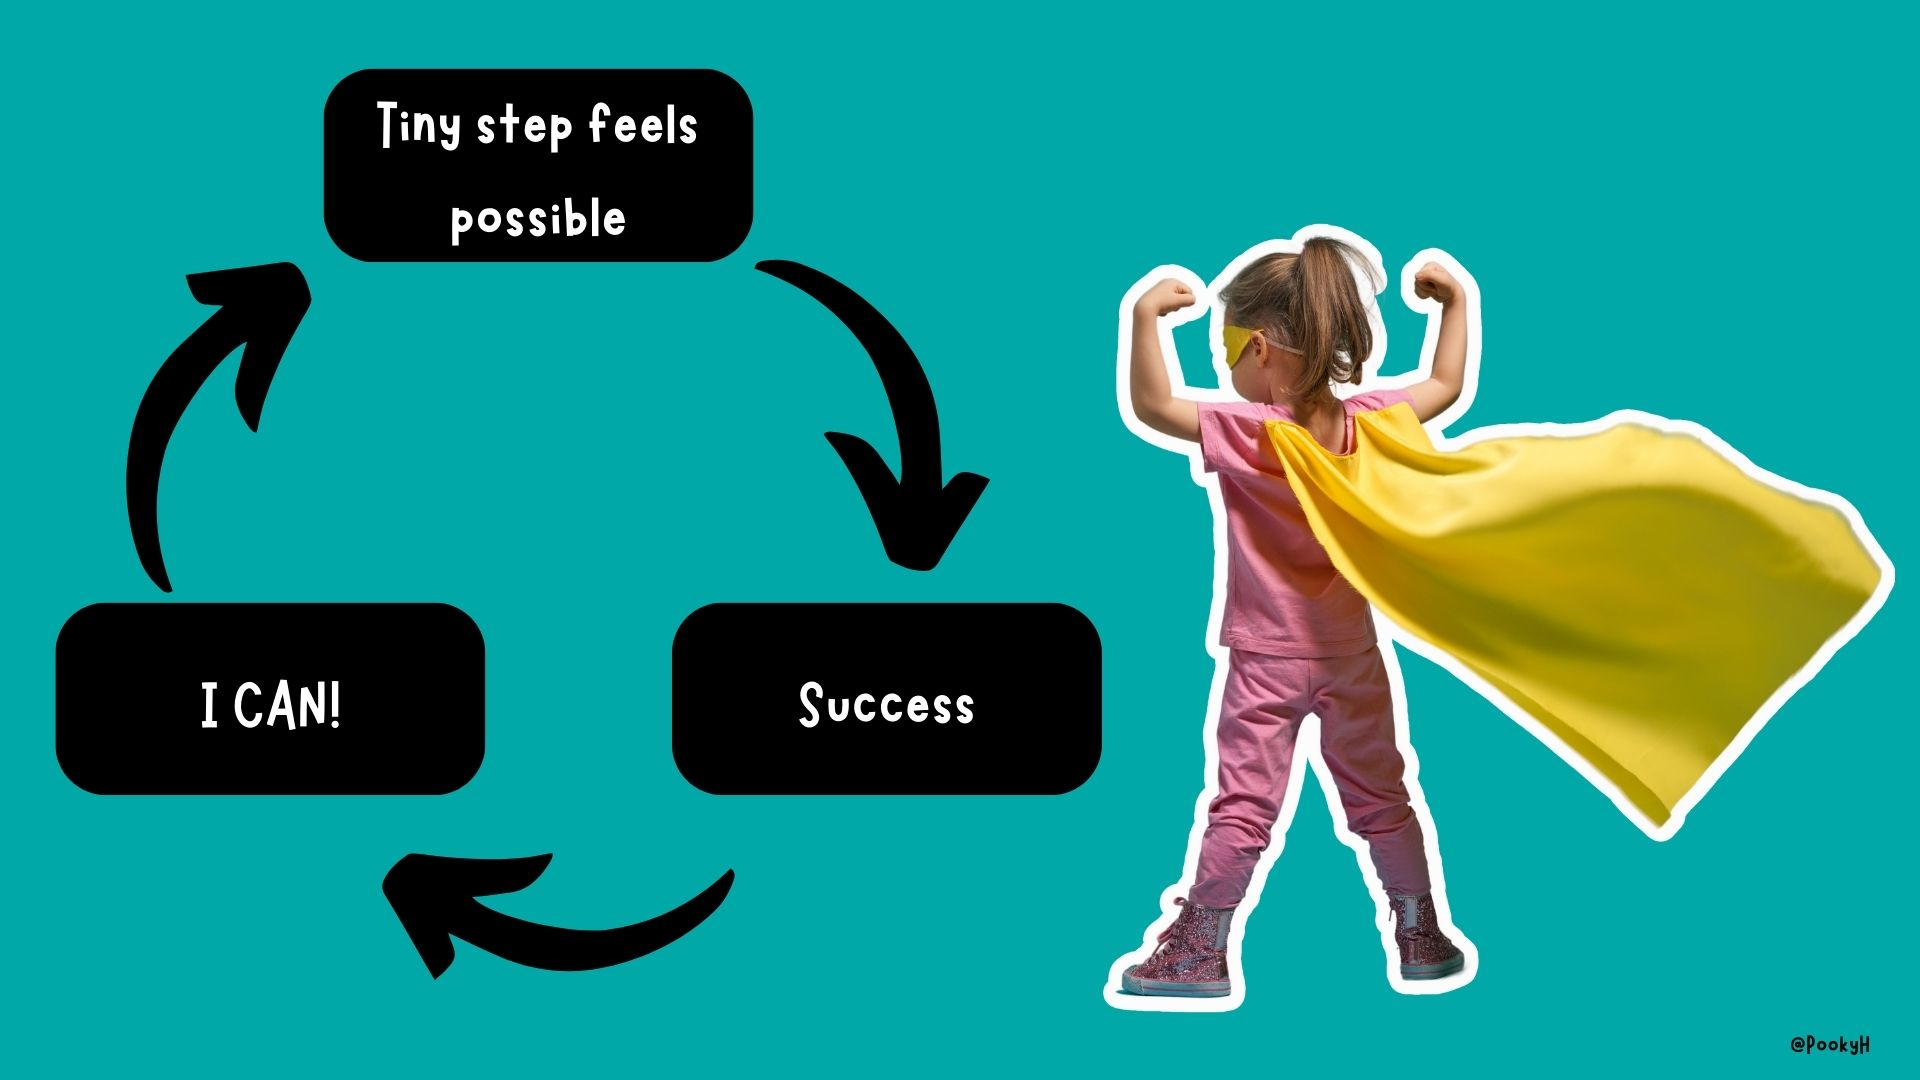 Tiny step feels
possible
I CAN!
Success
@PookyH